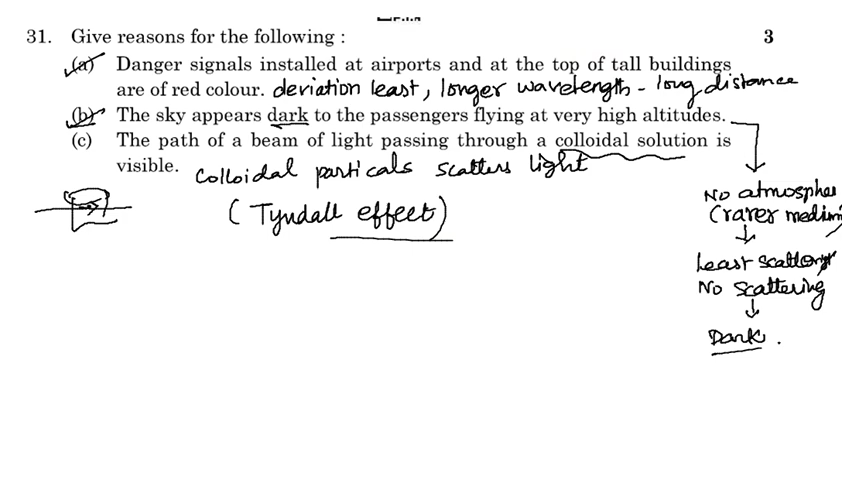 31. Give reasons for the following : 3
(a) Danger signals installed at airports and at the top of tall buildings
are of red colour. deviation least, longer wavelength - long distance
(b) The sky appears dark to the passengers flying at very high altitudes.
(c) The path of a beam of light passing through a colloidal solution is
visible. colloidal particals scatters light
(Tyndall effect)
No atmosphe
(rarer medium
Least scattering
No scattering
Dark.